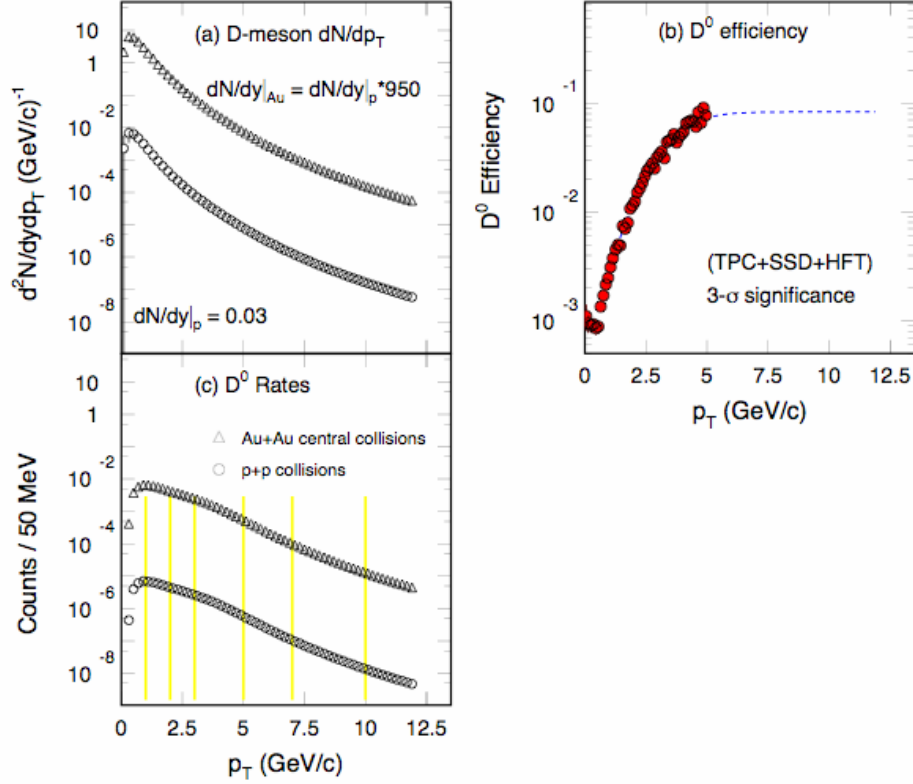 (a) D-meson dN/dp_T
dN/dy|_Au = dN/dy|_p*950
dN/dy|_p = 0.03
d²N/dydp_T (GeV/c)⁻¹
10
1
10⁻²
10⁻⁴
10⁻⁶
10⁻⁸
(b) D⁰ efficiency
D⁰ Efficiency
10⁻¹
10⁻²
10⁻³
(TPC+SSD+HFT)
3-σ significance
0 2.5 5 7.5 10 12.5
p_T (GeV/c)
(c) D⁰ Rates
Au+Au central collisions
p+p collisions
Counts / 50 MeV
10
1
10⁻²
10⁻⁴
10⁻⁶
10⁻⁸
0 2.5 5 7.5 10 12.5
p_T (GeV/c)